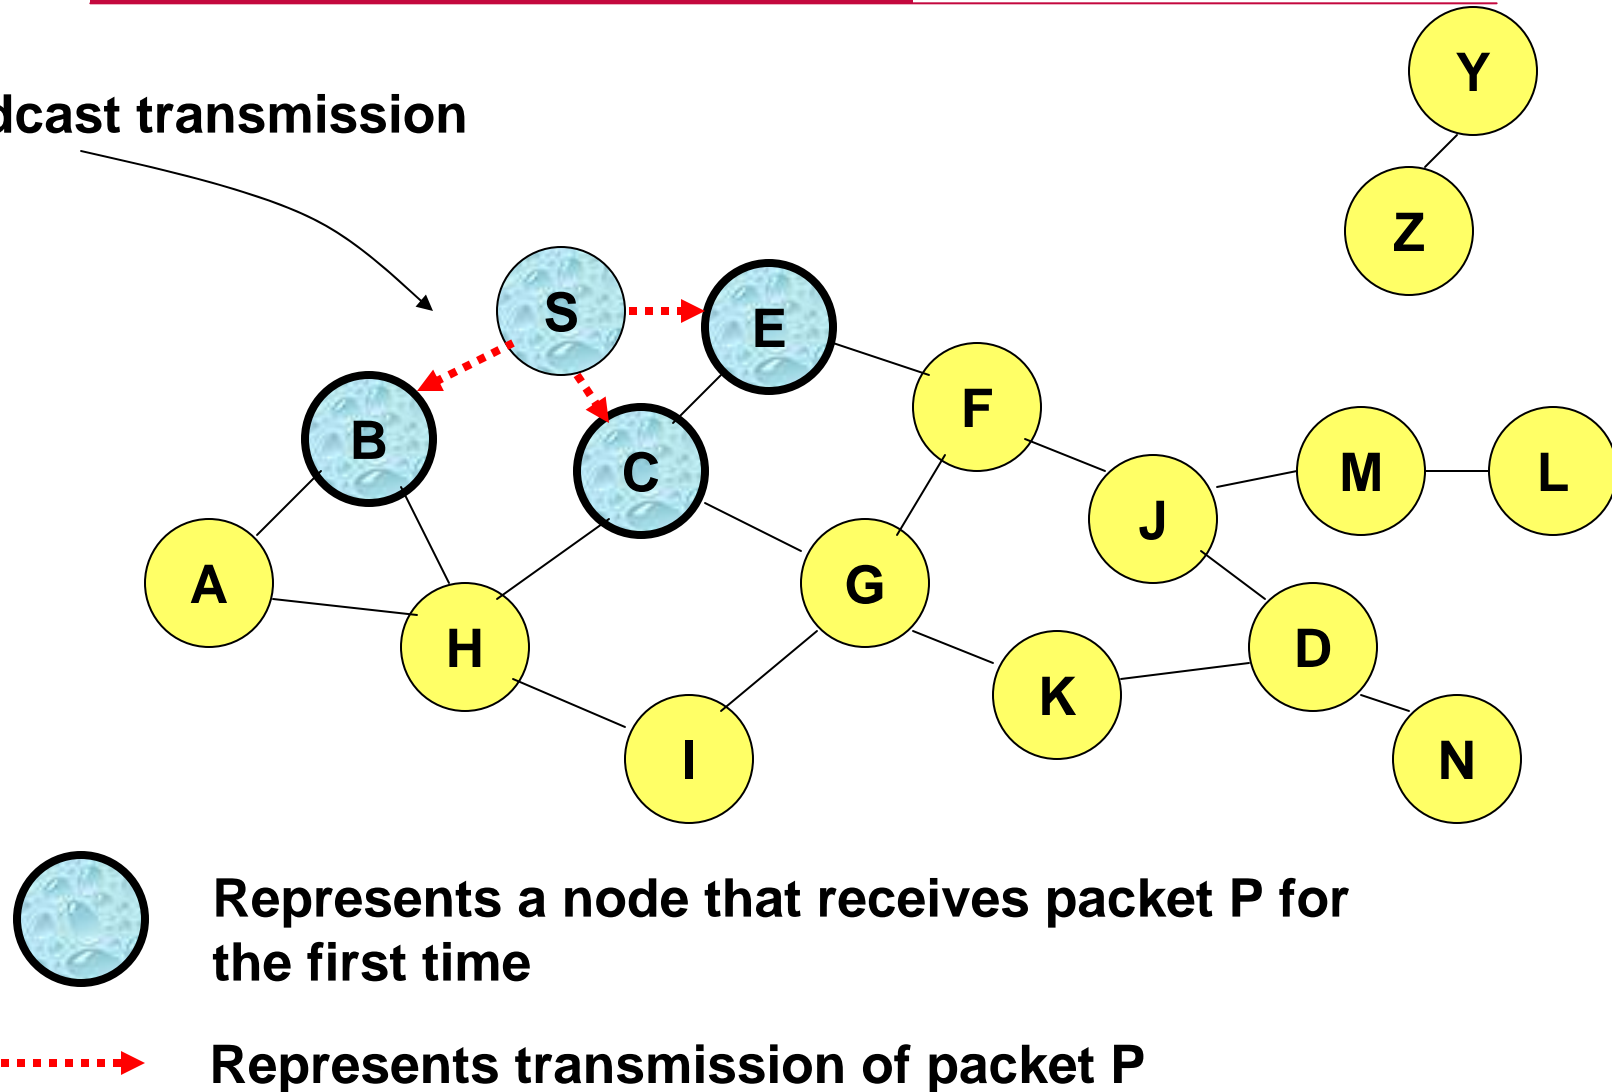 Y
dcast transmission
Z
S
E
F
B
C
M
L
J
A
G
H
D
K
I
N
Represents a node that receives packet P for
the first time
Represents transmission of packet P